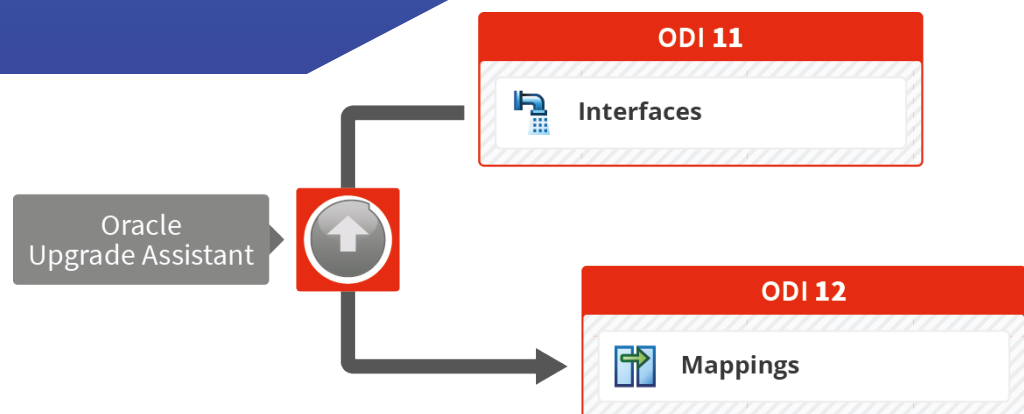 ODI 11
Interfaces
Oracle
Upgrade Assistant
ODI 12
Mappings